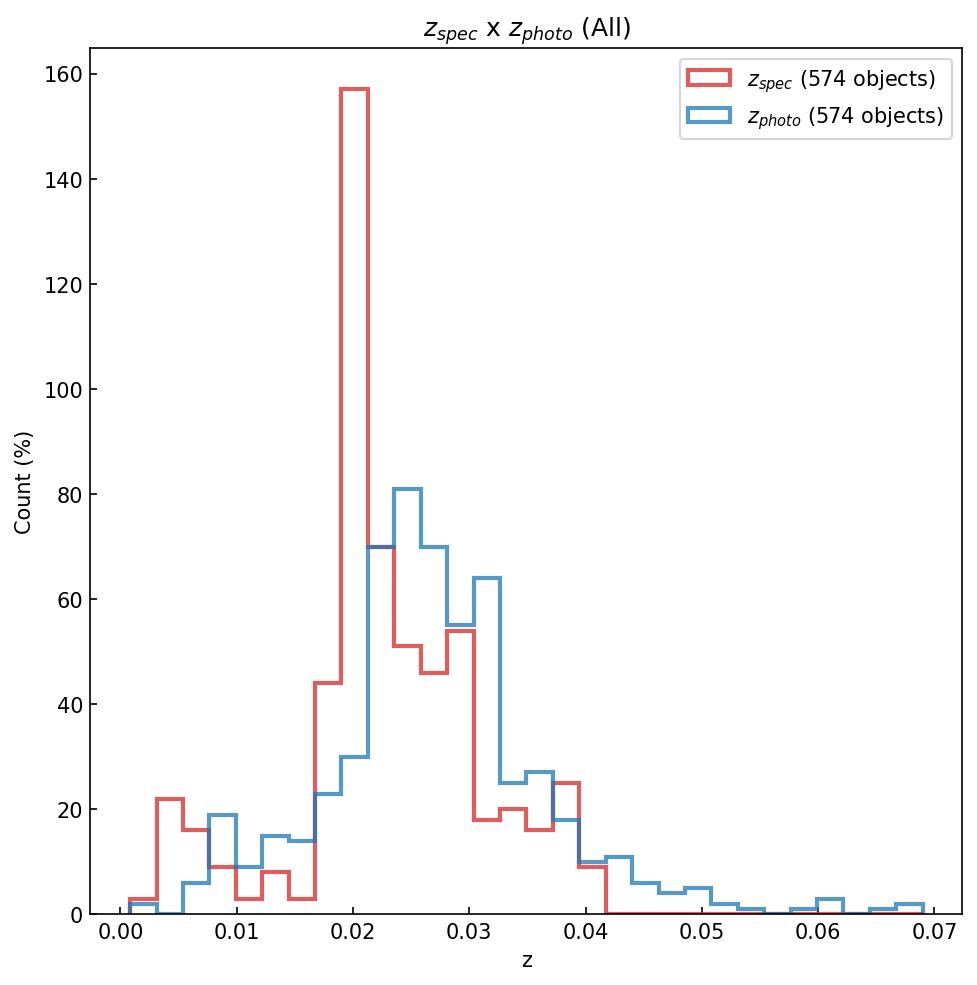 z_spec x z_photo (All)
z_spec (574 objects)
z_photo (574 objects)
Count (%)
160
140
120
100
80
60
40
20
0
0.00 0.01 0.02 0.03 0.04 0.05 0.06 0.07
z